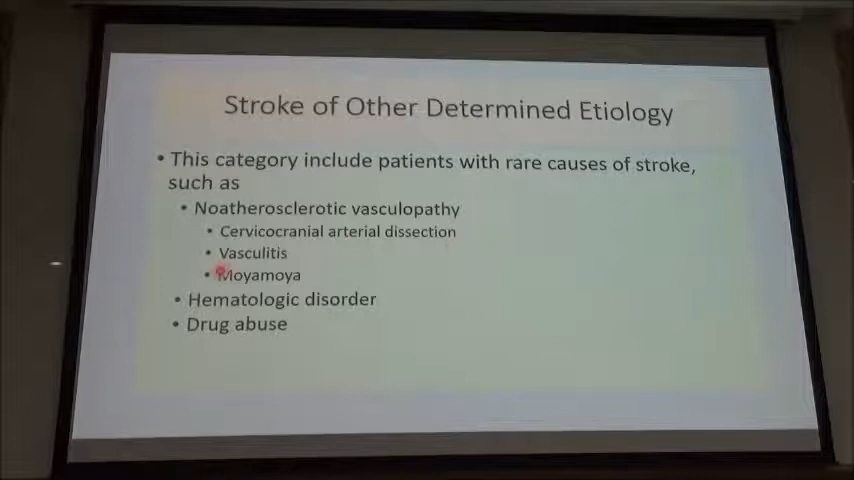 Stroke of Other Determined Etiology
• This category include patients with rare causes of stroke,
such as
• Noatherosclerotic vasculopathy
• Cervicocranial arterial dissection
• Vasculitis
• Moyamoya
• Hematologic disorder
• Drug abuse